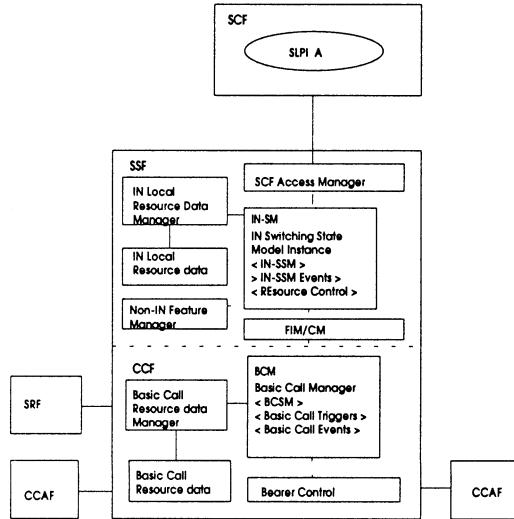 SCF
SLPI A
SSF
SCF Access Manager
IN Local
Resource Data
Manager
IN-SM
IN Switching State
Model Instance
< IN-SSM >
> IN-SSM Events >
< REsource Control >
IN Local
Resource data
Non-IN Feature
Manager
FIM/CM
CCF
BCM
Basic Call Manager
< BCSM >
< Basic Call Triggers >
< Basic Call Events >
Basic Call
Resource data
Manager
SRF
Basic Call
Resource data
Bearer Control
CCAF
CCAF